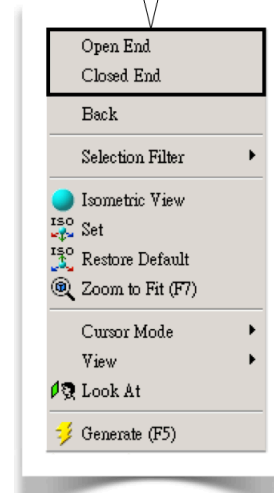 Open End
Closed End
Back
Selection Filter
Isometric View
ISO Set
ISO Restore Default
Zoom to Fit (F7)
Cursor Mode
View
Look At
Generate (F5)